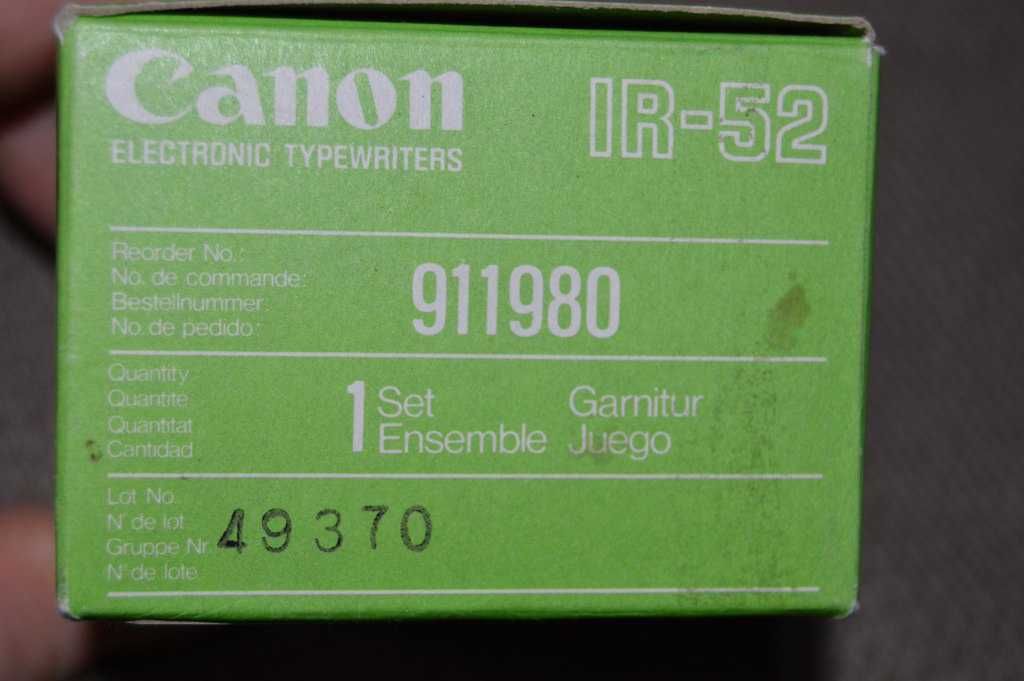 Canon
IR-52
ELECTRONIC TYPEWRITERS
Reorder No.:
No. de commande:
Bestellnummer:
No. de pedido:
911980
Quantity
Quantite
Quantitat
Cantidad
1 Set Garnitur
Ensemble Juego
Lot No.
N° de lot
Gruppe Nr.
N° de lote
49370